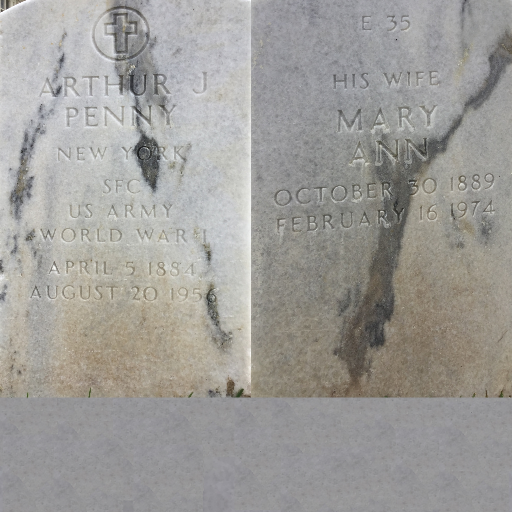 ARTHUR J
PENNY
NEW YORK
SFC
US ARMY
WORLD WAR I
APRIL 5 1884
AUGUST 20 1956
E 35
HIS WIFE
MARY
ANN
OCTOBER 30 1889
FEBRUARY 16 1974